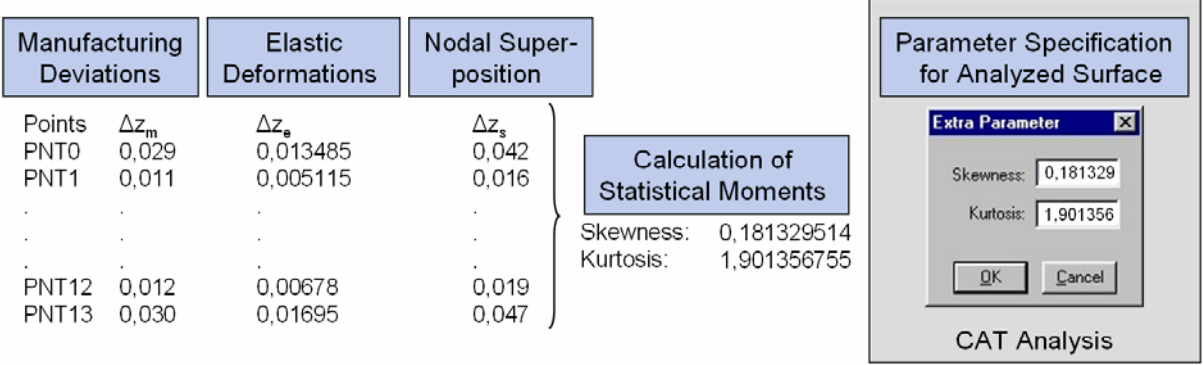 Manufacturing
Deviations
Elastic
Deformations
Nodal Super-
position
Points Δzm Δze Δzs
PNT0 0,029 0,013485 0,042
PNT1 0,011 0,005115 0,016
. . . .
. . . .
. . . .
PNT12 0,012 0,00678 0,019
PNT13 0,030 0,01695 0,047
Calculation of
Statistical Moments
Skewness: 0,181329514
Kurtosis: 1,901356755
Parameter Specification
for Analyzed Surface
Extra Parameter
Skewness: 0,181329
Kurtosis: 1,901356
OK Cancel
CAT Analysis